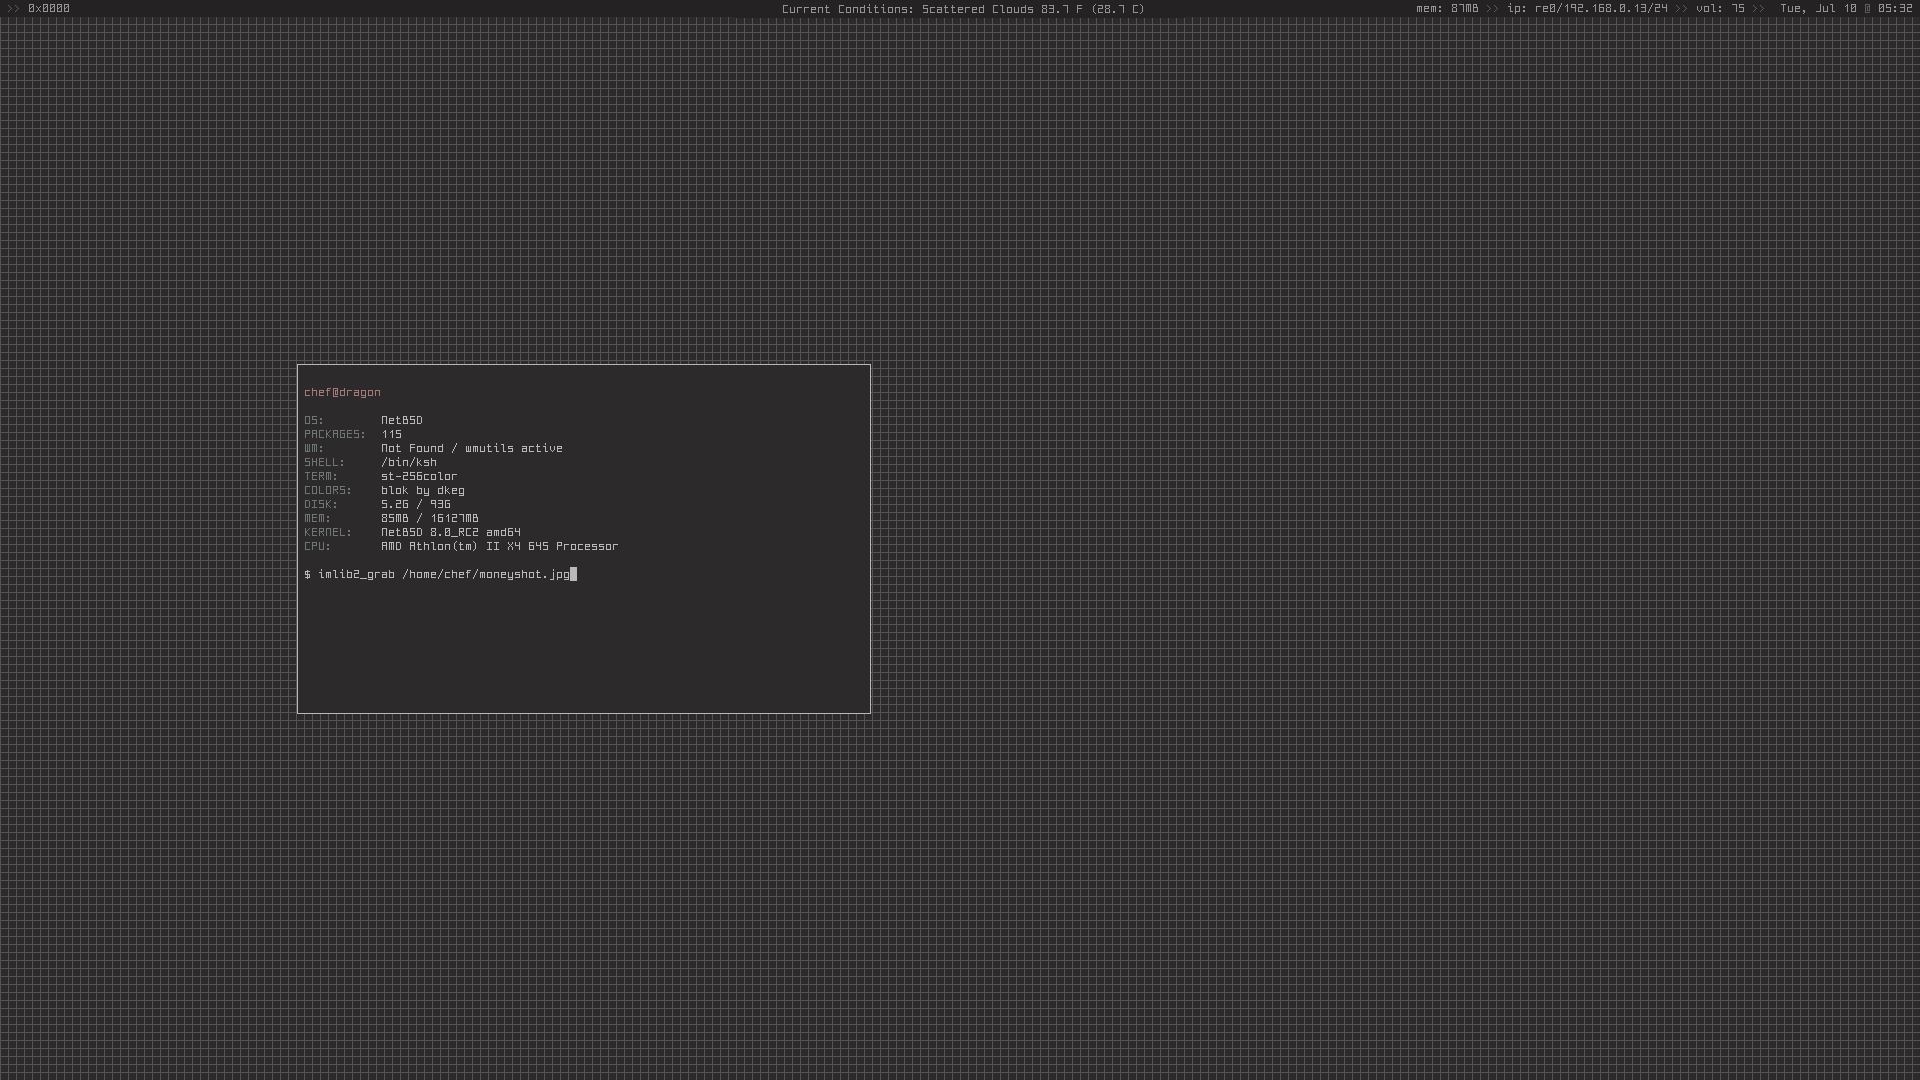 >> 0x0000
Current Conditions: Scattered Clouds 83.7 F (28.7 C)
mem: 87MB >> ip: re0/192.168.0.13/24 >> vol: 75 >> Tue, Jul 10 @ 05:32
chef@dragon
OS: NetBSD
PACKAGES: 115
WM: Not Found / wmutils active
SHELL: /bin/ksh
TERM: st-256color
COLORS: blok by dkeg
DISK: 5.2G / 93G
MEM: 85MB / 16127MB
KERNEL: NetBSD 8.0_RC2 amd64
CPU: AMD Athlon(tm) II X4 645 Processor
$ imlib2_grab /home/chef/moneyshot.jpg